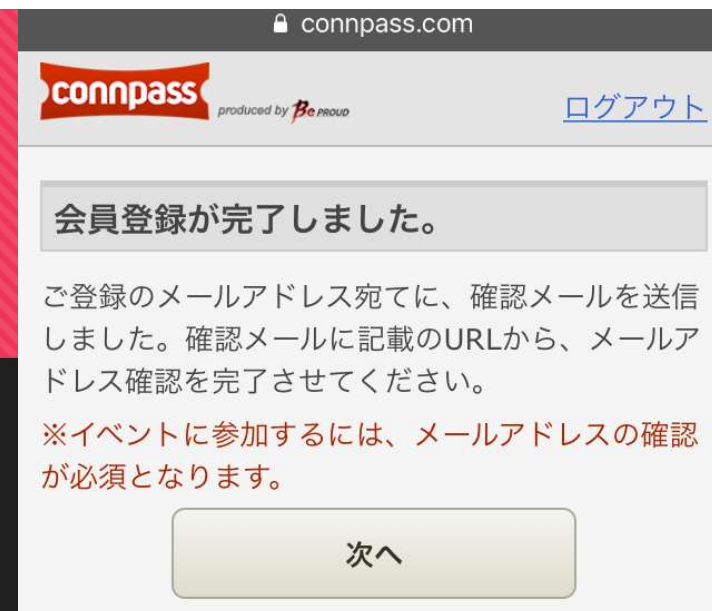 connpass.com
connpass
produced by Be PROUD
ログアウト
会員登録が完了しました。
ご登録のメールアドレス宛てに、確認メールを送信
しました。確認メールに記載のURLから、メールア
ドレス確認を完了させてください。
※イベントに参加するには、メールアドレスの確認
が必須となります。
次へ